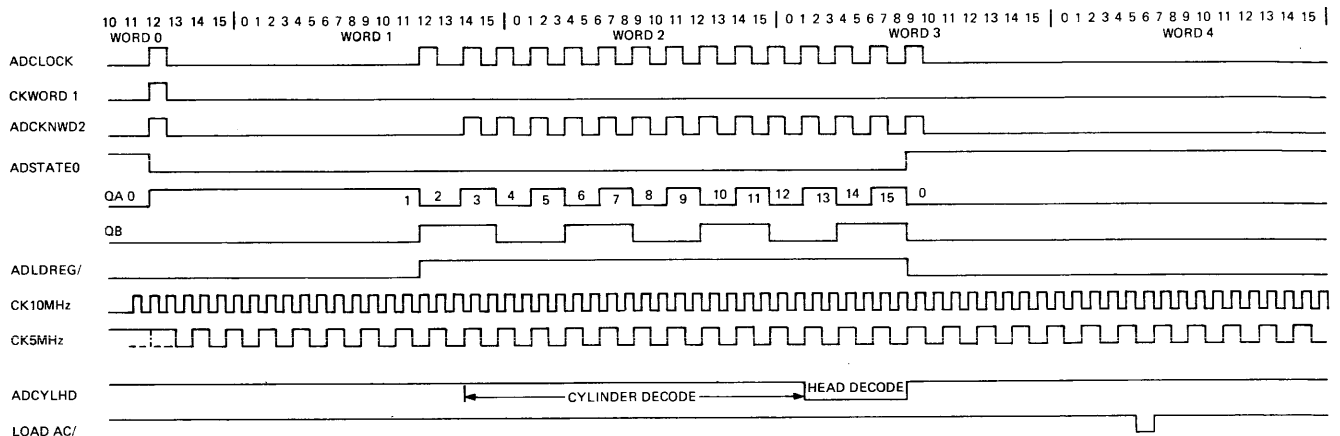 10 11 12 13 14 15 0 1 2 3 4 5 6 7 8 9 10 11 12 13 14 15 0 1 2 3 4 5 6 7 8 9 10 11 12 13 14 15 0 1 2 3 4 5 6 7 8 9 10 11 12 13 14 15 0 1 2 3 4 5 6 7 8 9 10 11 12 13 14 15
WORD 0 WORD 1 WORD 2 WORD 3 WORD 4
ADCLOCK
CKWORD 1
ADCKNWD2
ADSTATE0
QA 0 1 2 3 4 5 6 7 8 9 10 11 12 13 14 15 0
QB
ADLDREG/
CK10MHz
CK5MHz
ADCYLHD CYLINDER DECODE HEAD DECODE
LOAD AC/